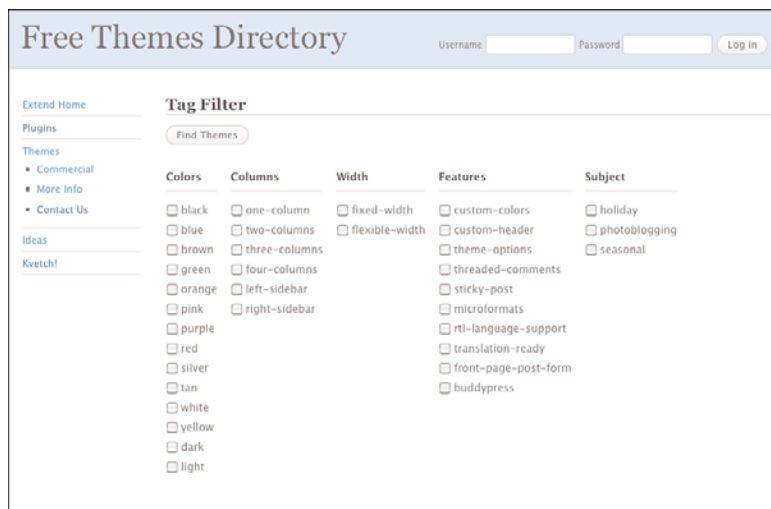 Free Themes Directory
Username
Password
Log in
Extend Home
Plugins
Themes
Commercial
More Info
Contact Us
Ideas
Kvetch!
Tag Filter
Find Themes
Colors
black
blue
brown
green
orange
pink
purple
red
silver
tan
white
yellow
dark
light
Columns
one-column
two-columns
three-columns
four-columns
left-sidebar
right-sidebar
Width
fixed-width
flexible-width
Features
custom-colors
custom-header
theme-options
threaded-comments
sticky-post
microformats
rtl-language-support
translation-ready
front-page-post-form
buddypress
Subject
holiday
photoblogging
seasonal